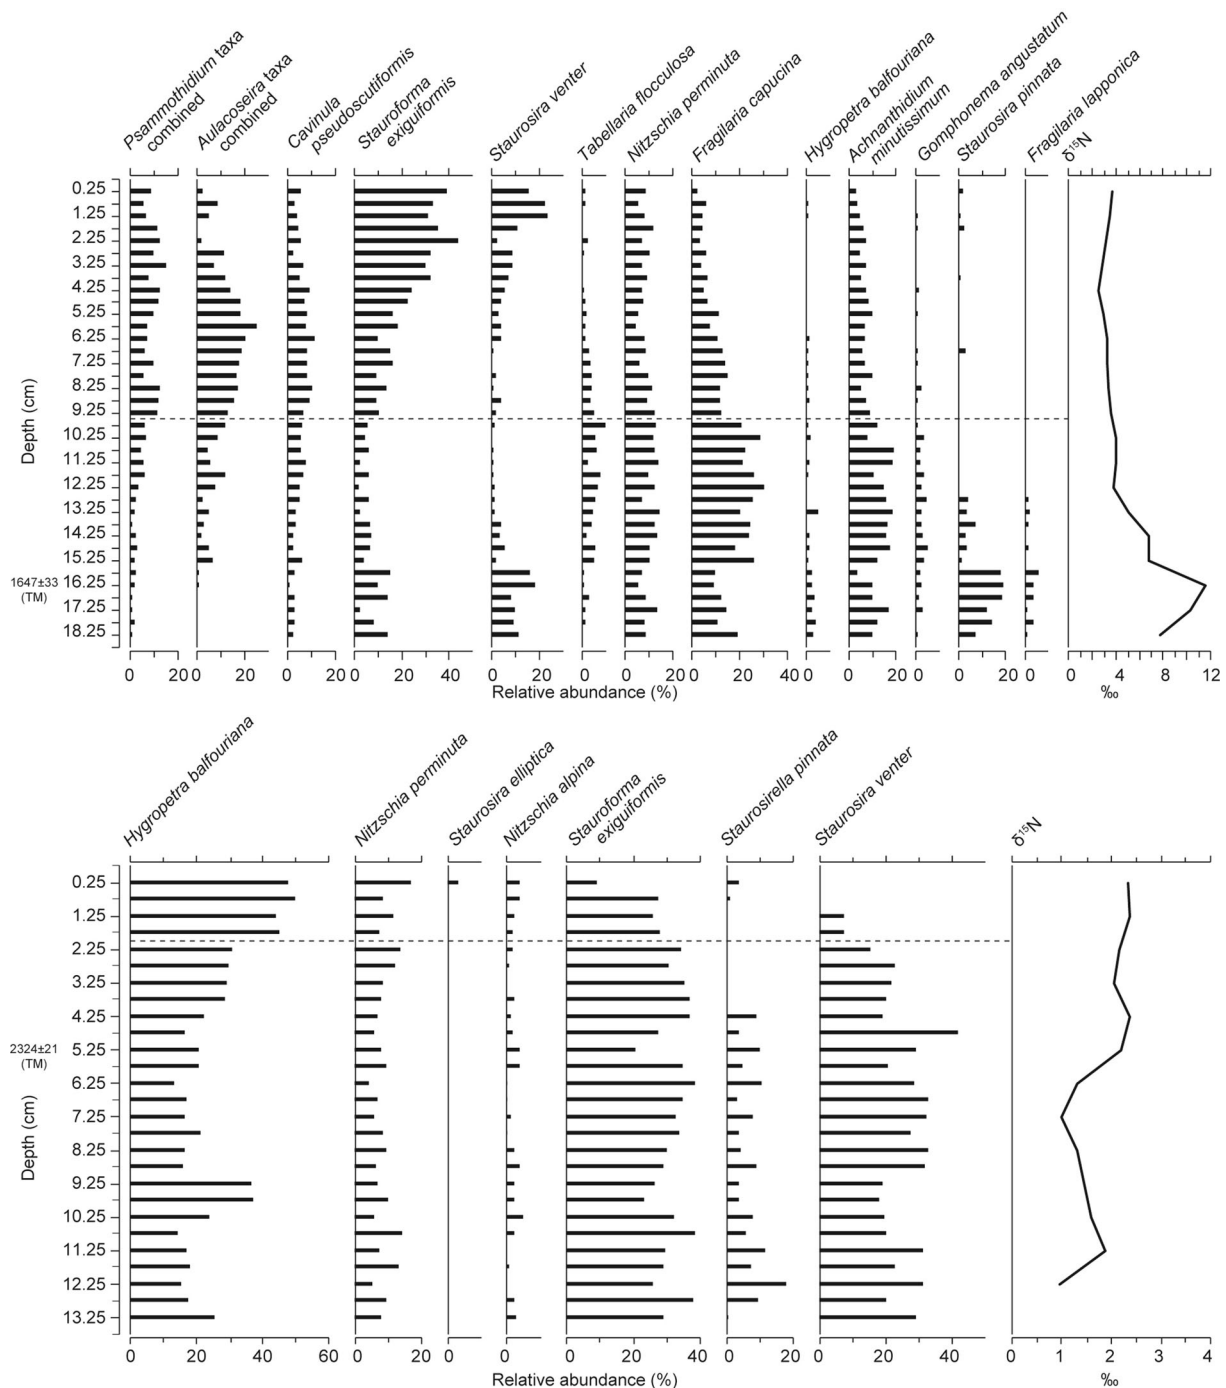 Psammothidium taxa
combined
Aulacoseira taxa
combined
Cavinula
pseudoscutiformis
Stauroforma
exiguiformis
Staurosira venter
Tabellaria flocculosa
Nitzschia perminuta
Fragilaria capucina
Hygropetra balfouriana
Achnanthidium
minutissimum
Gomphonema angustatum
Staurosira pinnata
Fragilaria lapponica
δ¹⁵N
0.25
1.25
2.25
3.25
4.25
5.25
6.25
7.25
8.25
9.25
10.25
11.25
12.25
13.25
14.25
15.25
16.25
17.25
18.25
Depth (cm)
1647±33
(TM)
0 20 0 20 0 0 20 40 0 20 0 0 0 20 40 0 0 20 0 0 20 0 0 4 8 12
Relative abundance (%)
‰
Hygropetra balfouriana
Nitzschia perminuta
Staurosira elliptica
Nitzschia alpina
Stauroforma
exiguiformis
Staurosirella pinnata
Staurosira venter
δ¹⁵N
0.25
1.25
2.25
3.25
4.25
5.25
6.25
7.25
8.25
9.25
10.25
11.25
12.25
13.25
2324±21
(TM)
Depth (cm)
0 20 40 60 0 20 0 0 0 20 40 0 20 0 20 40 0 1 2 3 4
Relative abundance (%)
‰